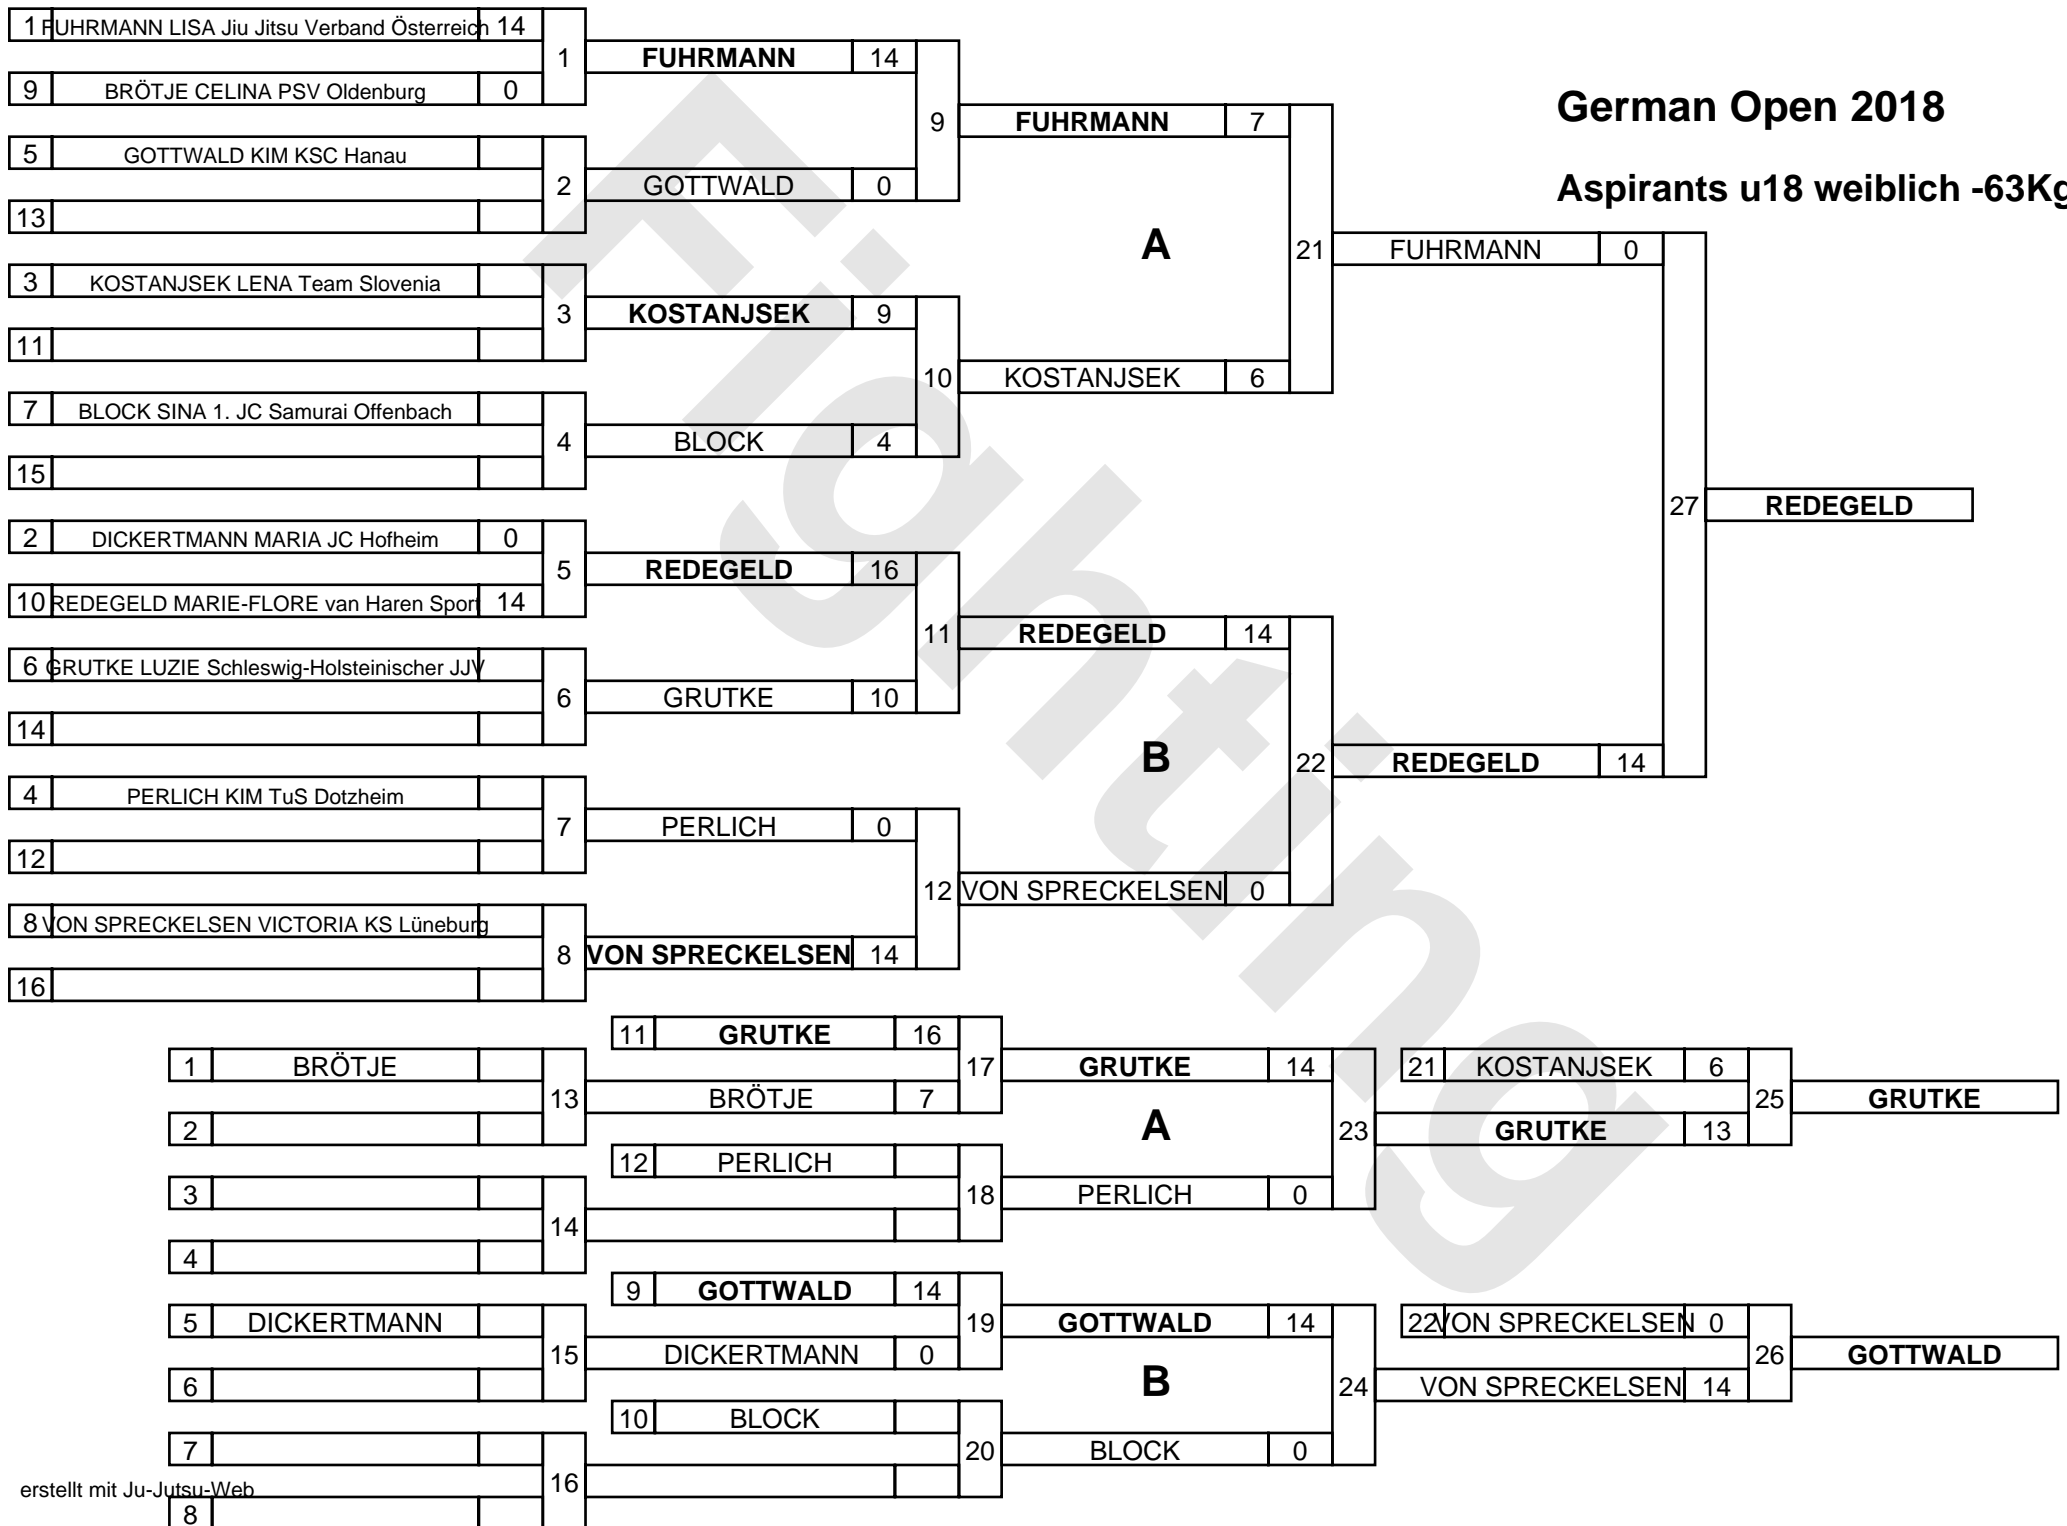 German Open 2018
Aspirants u18 weiblich -63Kg
1 FUHRMANN LISA Jiu Jitsu Verband Österreich 14
1
9 BRÖTJE CELINA PSV Oldenburg 0
5 GOTTWALD KIM KSC Hanau
2
13
3 KOSTANJSEK LENA Team Slovenia
3
11
7 BLOCK SINA 1. JC Samurai Offenbach
4
15
2 DICKERTMANN MARIA JC Hofheim 0
5
10 REDEGELD MARIE-FLORE van Haren Sport 14
6 GRUTKE LUZIE Schleswig-Holsteinischer JJV
6
14
4 PERLICH KIM TuS Dotzheim
7
12
8 VON SPRECKELSEN VICTORIA KS Lüneburg
8
16
FUHRMANN 14
9
GOTTWALD 0
KOSTANJSEK 9
10
BLOCK 4
REDEGELD 16
11
GRUTKE 10
PERLICH 0
12
VON SPRECKELSEN 14
FUHRMANN 7
A
21
KOSTANJSEK 6
REDEGELD 14
B
22
VON SPRECKELSEN 0
FUHRMANN 0
27
REDEGELD 14
REDEGELD
1 BRÖTJE
13
2
3
14
4
5 DICKERTMANN
15
6
7
16
8
11 GRUTKE 16
17
BRÖTJE 7
12 PERLICH
18
9 GOTTWALD 14
19
DICKERTMANN 0
10 BLOCK
20
GRUTKE 14
A
23
PERLICH 0
GOTTWALD 14
B
24
BLOCK 0
21 KOSTANJSEK 6
25
GRUTKE 13
GRUTKE
22 VON SPRECKELSEN 0
26
VON SPRECKELSEN 14
GOTTWALD
erstellt mit Ju-Jutsu-Web
Fighting